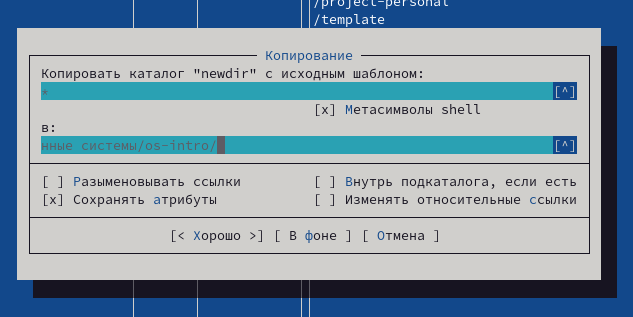 /project-personal
/template
Копирование
Копировать каталог "newdir" с исходным шаблоном:
* [^]
[x] Метасимволы shell
в:
нные системы/os-intro/ [^]
[ ] Разыменовывать ссылки [ ] Внутрь подкаталога, если есть
[x] Сохранять атрибуты [ ] Изменять относительные ссылки
[< Хорошо >] [ В фоне ] [ Отмена ]